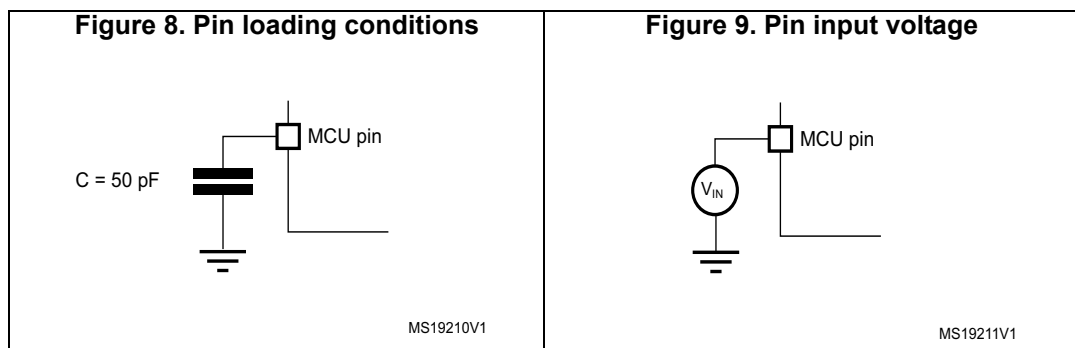 Figure 8. Pin loading conditions
MCU pin
C = 50 pF
MS19210V1
Figure 9. Pin input voltage
MCU pin
VIN
MS19211V1